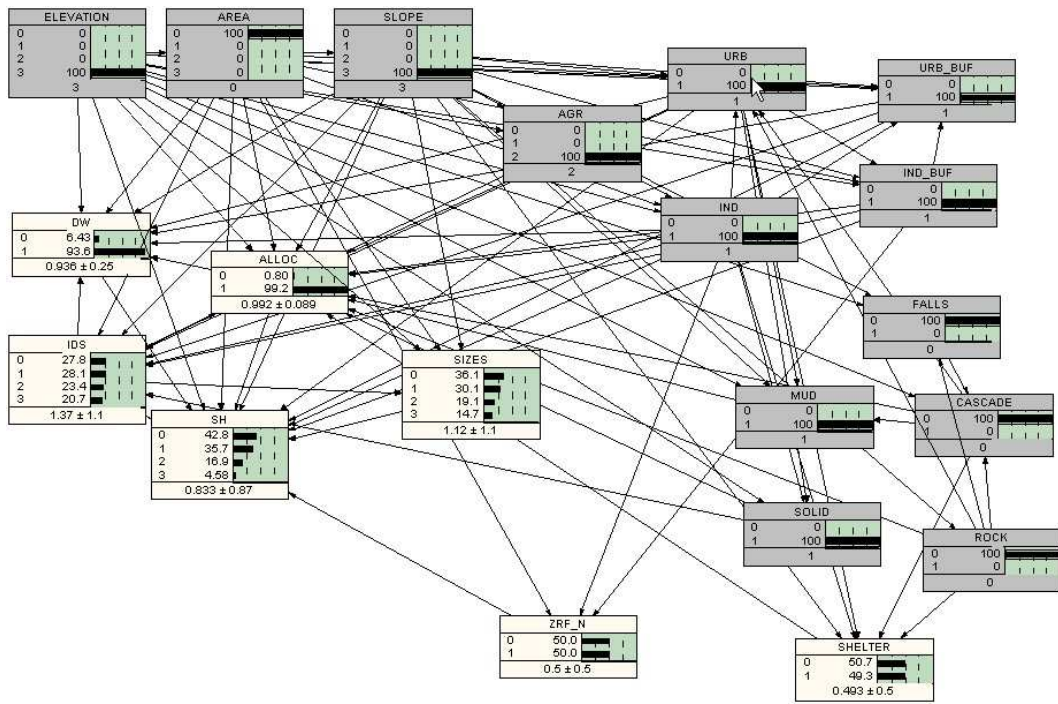 ELEVATION
0 0
1 0
2 0
3 100
3
AREA
0 100
1 0
2 0
3 0
0
SLOPE
0 0
1 0
2 0
3 100
3
URB
0 0
1 100
1
URB_BUF
0 0
1 100
1
AGR
0 0
1 0
2 100
2
IND_BUF
0 0
1 100
1
IND
0 0
1 100
1
DW
0 6.43
1 93.6
0.936 ± 0.25
ALLOC
0 0.80
1 99.2
0.992 ± 0.089
FALLS
0 100
1 0
0
IDS
0 27.8
1 28.1
2 23.4
3 20.7
1.37 ± 1.1
SIZES
0 36.1
1 30.1
2 19.1
3 14.7
1.12 ± 1.1
MUD
0 0
1 100
1
CASCADE
0 100
1 0
0
SH
0 42.8
1 35.7
2 16.9
3 4.58
0.833 ± 0.87
SOLID
0 0
1 100
1
ROCK
0 100
1 0
0
ZRF_N
0 50.0
1 50.0
0.5 ± 0.5
SHELTER
0 50.7
1 49.3
0.493 ± 0.5